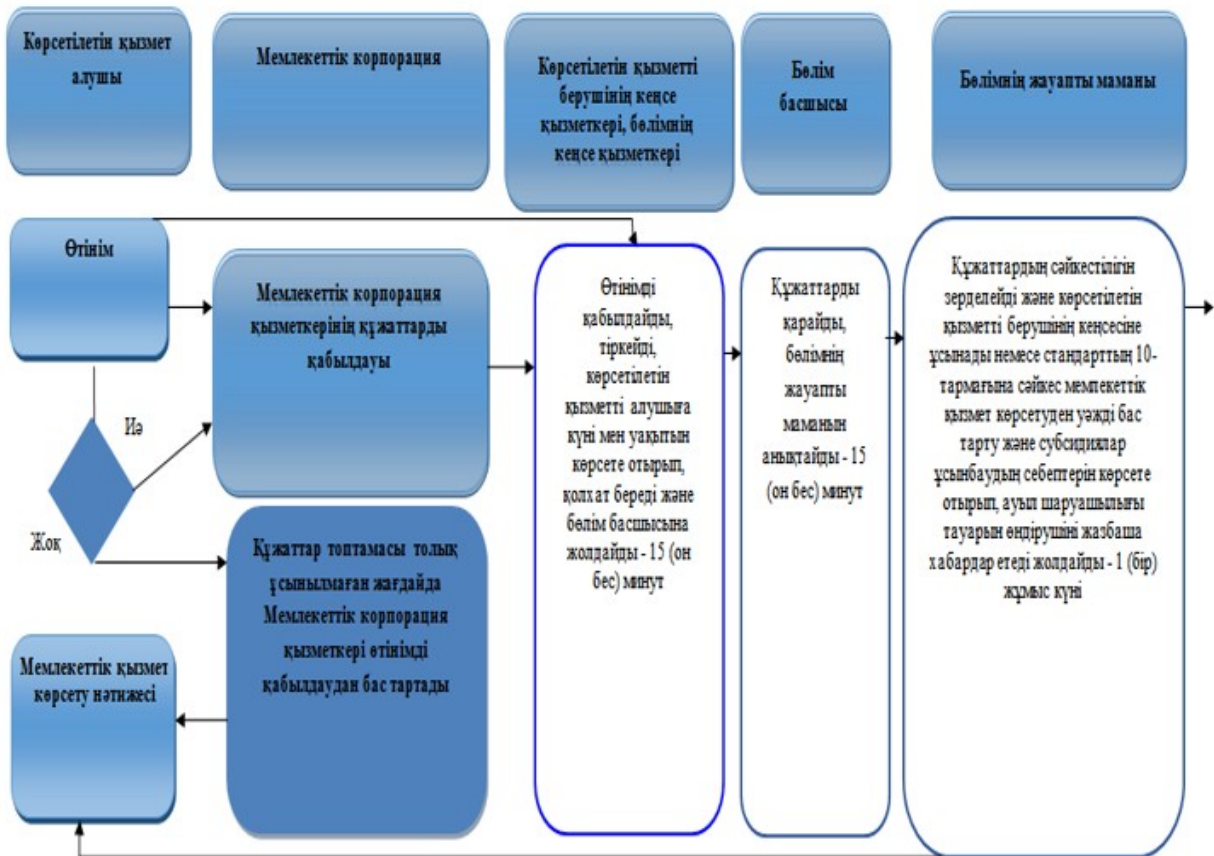 Көрсетілетін қызмет
алушы
Мемлекеттік корпорация
Көрсетілетін қызметті
берушінің кеңсе
қызметкері, бөлімнің
кеңсе қызметкері
Бөлім
басшысы
Бөлімнің жауапты маманы
Өтінім
Мемлекеттік корпорация
қызметкерінің құжаттарды
қабылдауы
Өтінімді
қабылдайды,
тіркейді,
көрсетілетін
қызметті алушыға
күні мен уақытын
көрсете отырып,
қолхат береді және
бөлім басшысына
жолдайды - 15 (он
бес) минут
Құжаттарды
қарайды,
бөлімнің
жауапты
маманын
анықтайды - 15
(он бес) минут
Құжаттардың сәйкестілігін
зерделейді және көрсетілетін
қызметті берушінің кеңсесіне
ұсынады немесе стандарттың 10-
тармағына сәйкес мемлекеттік
қызмет көрсетуден уәжді бас
тарту және субсидиялар
ұсынбаудың себептерін көрсете
отырып, ауыл шаруашылығы
тауарын өндірушіні жазбаша
хабардар етеді жолдайды - 1 (бір)
жұмыс күні
Иә
Жоқ
Құжаттар топтамасы толық
ұсынылмаған жағдайда
Мемлекеттік корпорация
қызметкері өтінімді
қабылдаудан бас тартады
Мемлекеттік қызмет
көрсету нәтижесі